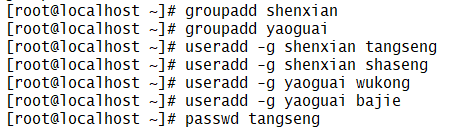 [root@localhost ~]# groupadd shenxian
[root@localhost ~]# groupadd yaoguai
[root@localhost ~]# useradd -g shenxian tangseng
[root@localhost ~]# useradd -g shenxian shaseng
[root@localhost ~]# useradd -g yaoguai wukong
[root@localhost ~]# useradd -g yaoguai bajie
[root@localhost ~]# passwd tangseng